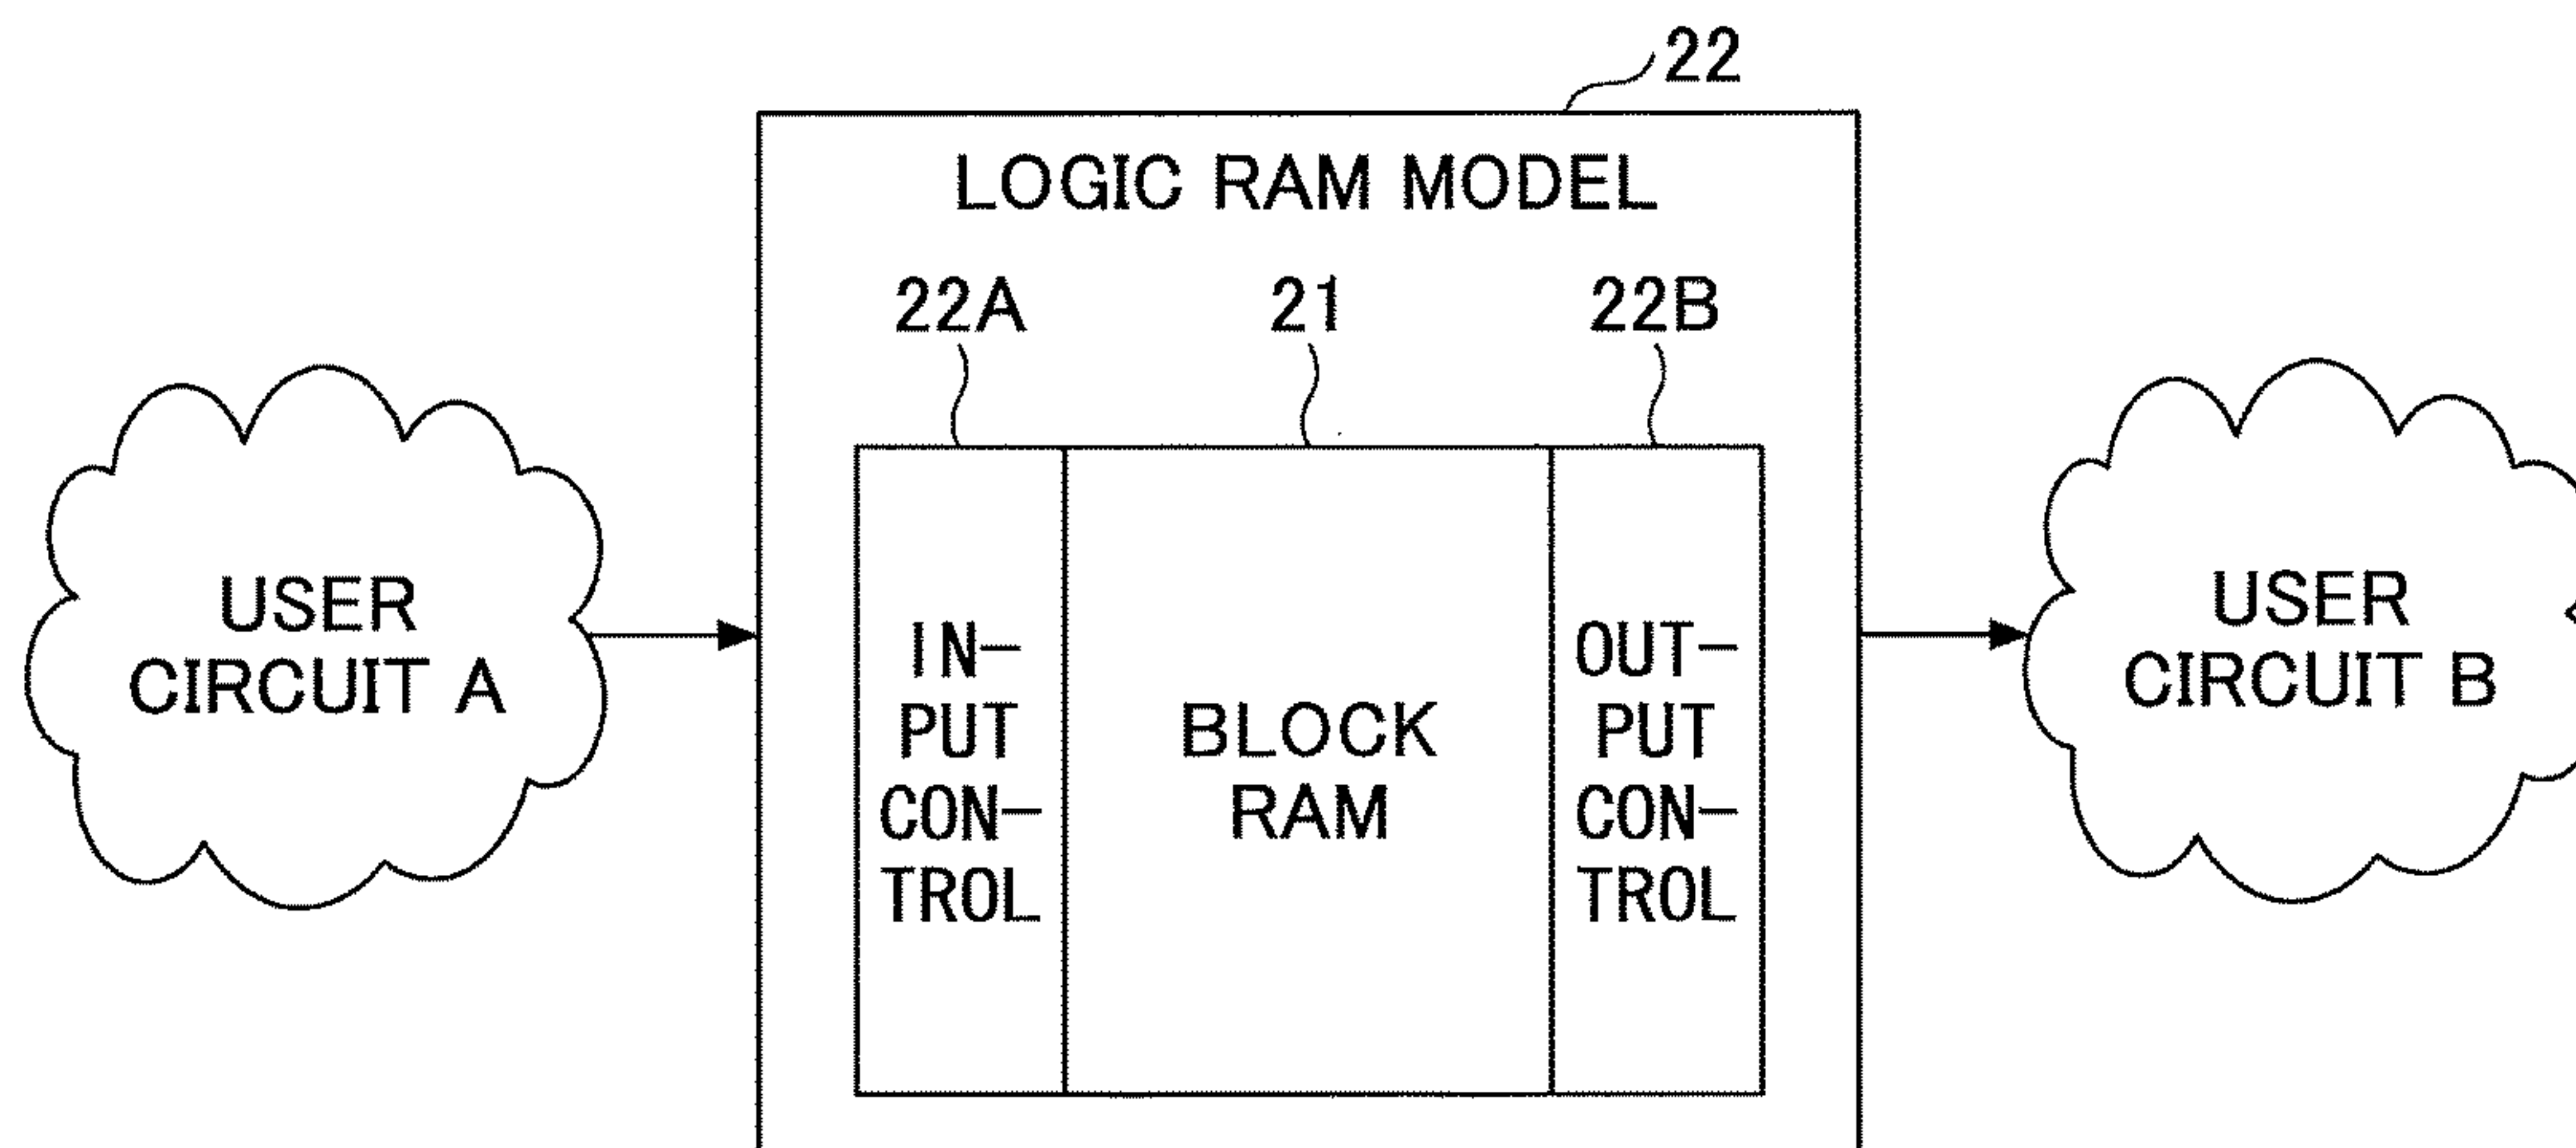 22
LOGIC RAM MODEL
22A
21
22B
USER
CIRCUIT A
IN-
PUT
CON-
TROL
BLOCK
RAM
OUT-
PUT
CON-
TROL
USER
CIRCUIT B